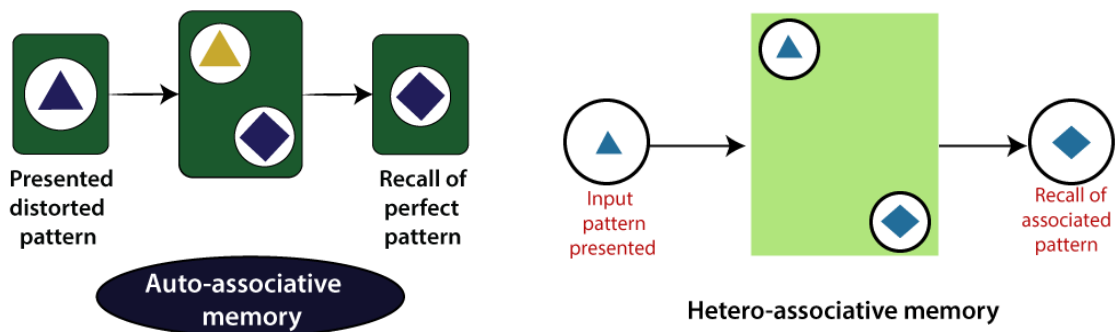 Presented
distorted
pattern
Recall of
perfect
pattern
Auto-associative
memory
Input
pattern
presented
Recall of
associated
pattern
Hetero-associative memory